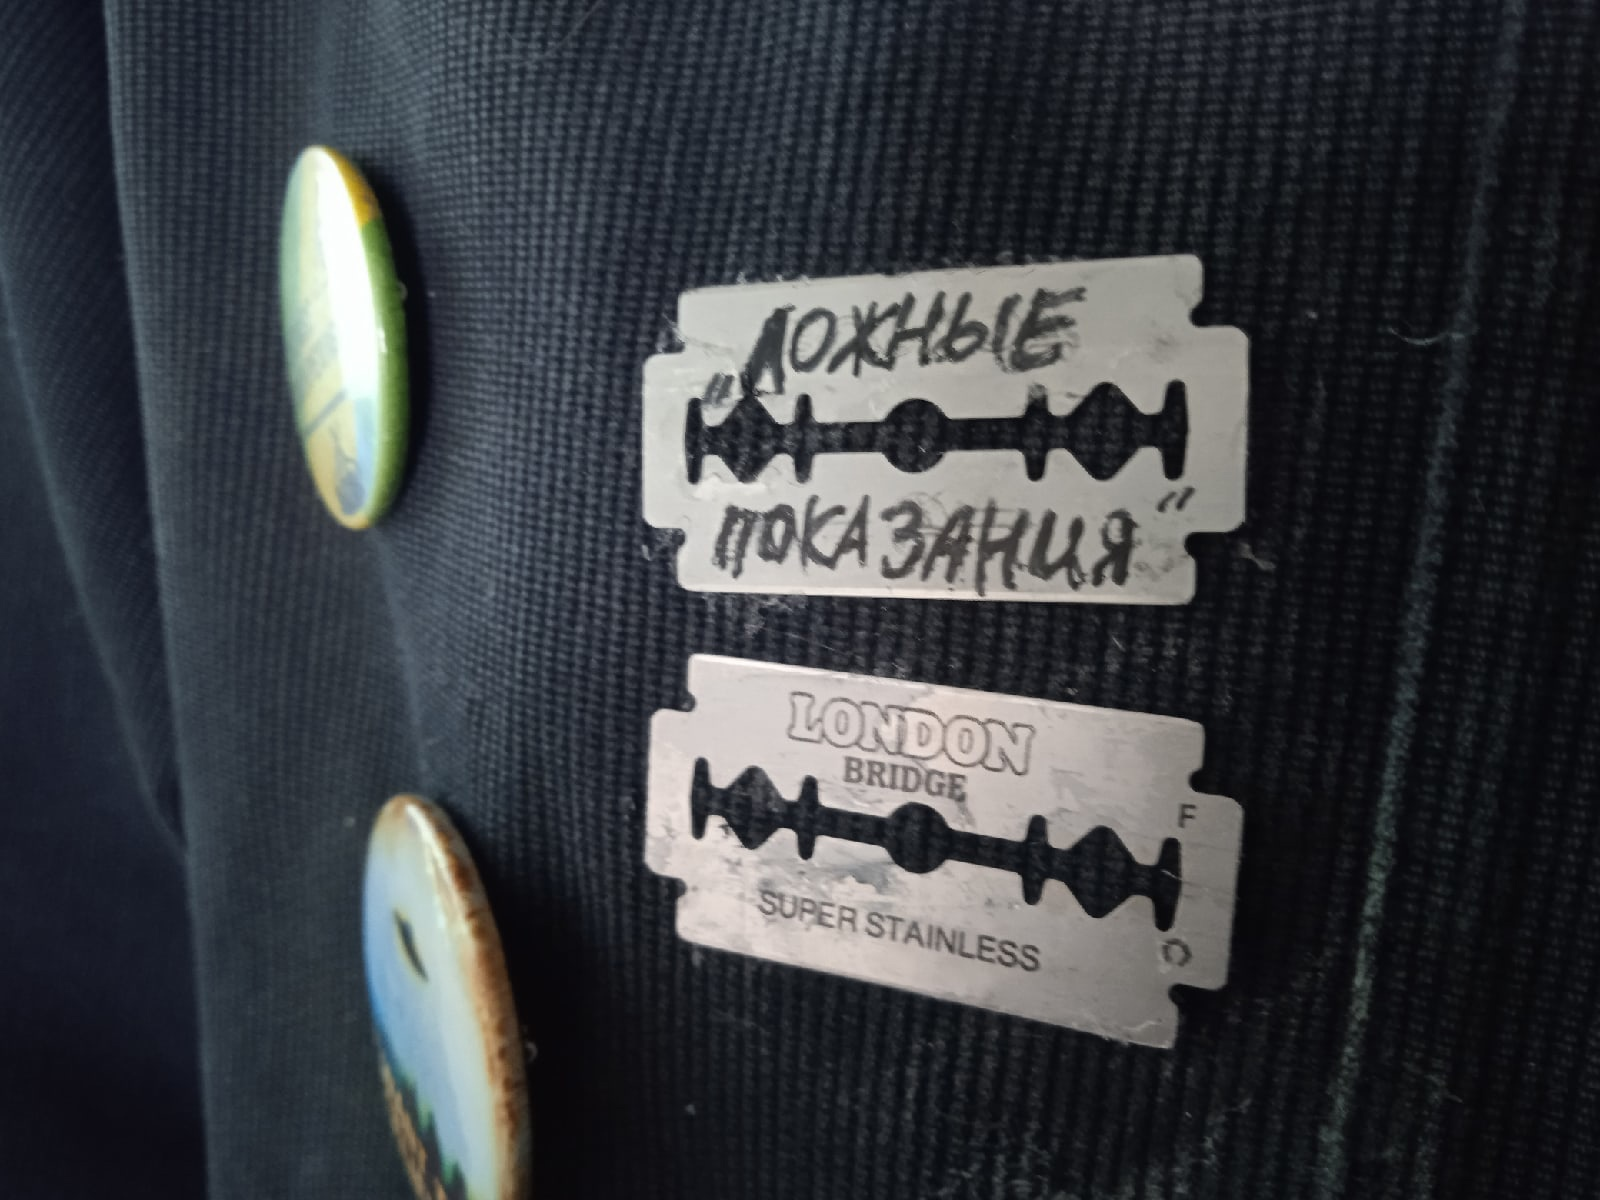 „ЛОЖНЫЕ
ПОКАЗАНИЯ"
LONDON
BRIDGE
F
SUPER STAINLESS
O